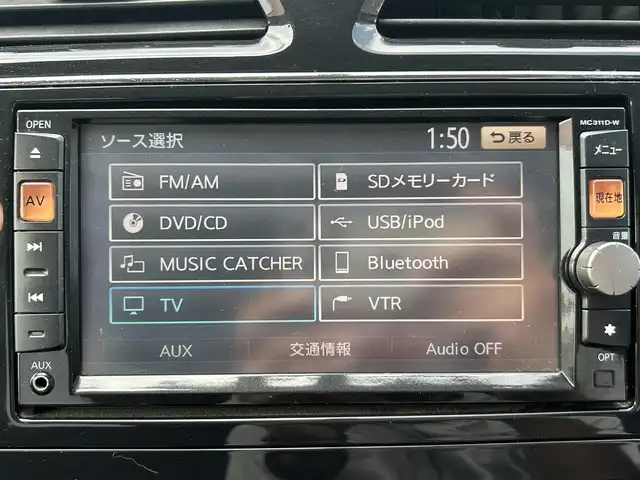 OPEN
MC311D-W
ソース選択
1:50
戻る
メニュー
FM/AM
SDメモリーカード
AV
現在地
DVD/CD
USB/iPod
音量
MUSIC CATCHER
Bluetooth
TV
VTR
AUX
交通情報
Audio OFF
AUX
OPT